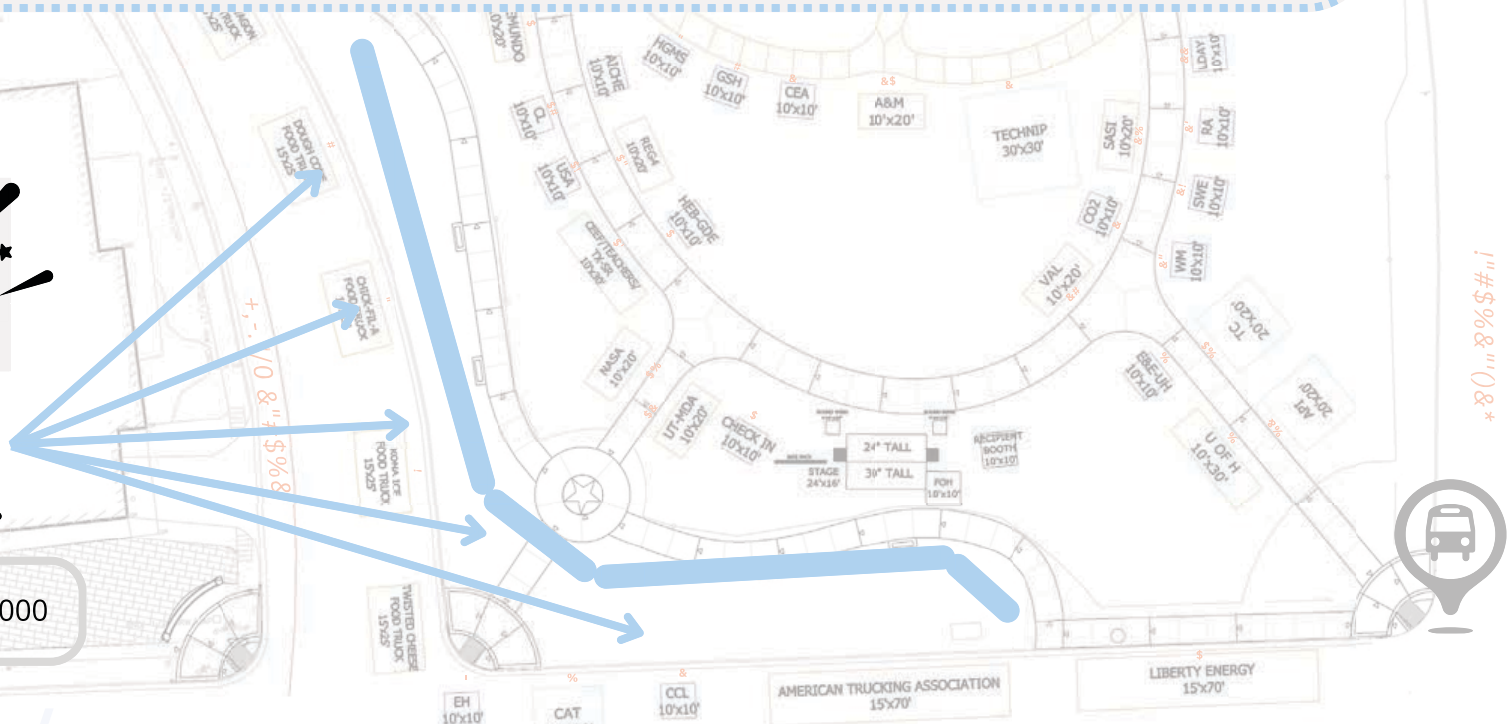 DOUGH CONE
FOOD TRUCK
15'x25'
CHICK-FIL-A
FOOD TRUCK
KONA ICE
FOOD TRUCK
15'x25'
TWISTED CHEESE
FOOD TRUCK
15'x25'
000
EH
10'x10'
CAT
CCL
10'x10'
AMERICAN TRUCKING ASSOCIATION
15'x70'
LIBERTY ENERGY
15'x70'
10'x20'
AICHE
10'x10'
HGMS
10'x10'
GSH
10'x10'
CEA
10'x10'
&$
A&M
10'x20'
TECHNIP
30'x30'
SASI
10'x20'
LDAY
10'x10'
RA
10'x10'
SWE
10'x10'
WM
10'x10'
CO2
10'x10'
VAL
10'x20'
CL
10'x10'
USA
10'x10'
REG4
10'x20'
HEB-GDE
10'x10'
TX-SR
NASA
10'x20'
UT-MDA
10'x20'
CHECK IN
10'x10'
STAGE
24'x16'
24" TALL
30" TALL
FOH
10'x10'
RECIPIENT
BOOTH
10'x10'
E&E-UH
10'x10'
U OF H
10'x30'
TC
20'x20'
API
20'x20'